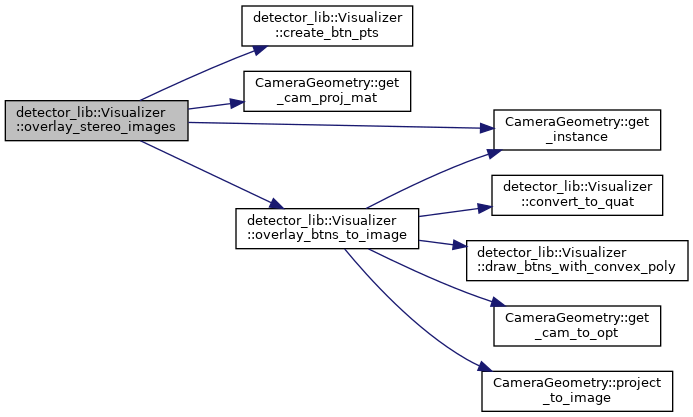 detector_lib::Visualizer
::overlay_stereo_images
detector_lib::Visualizer
::create_btn_pts
CameraGeometry::get
_cam_proj_mat
CameraGeometry::get
_instance
detector_lib::Visualizer
::overlay_btns_to_image
detector_lib::Visualizer
::convert_to_quat
detector_lib::Visualizer
::draw_btns_with_convex_poly
CameraGeometry::get
_cam_to_opt
CameraGeometry::project
_to_image